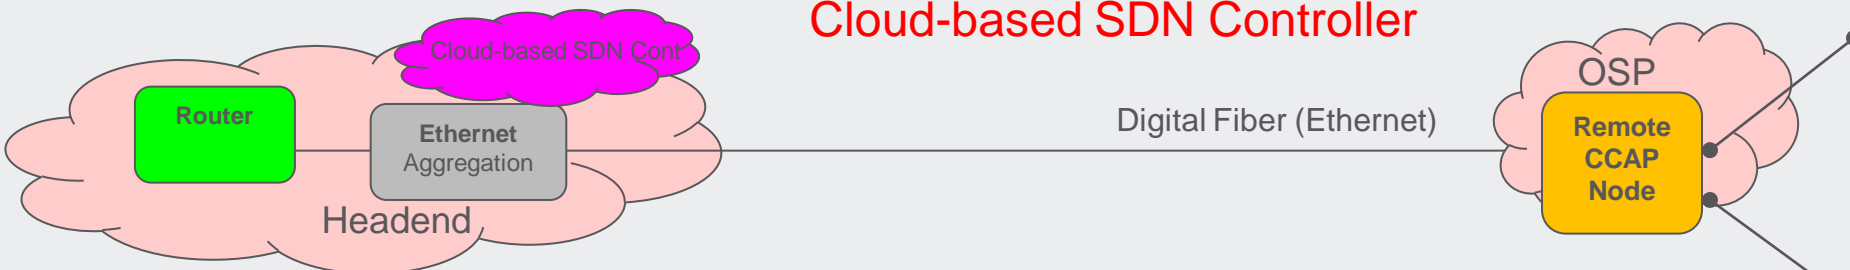 Cloud-based SDN Controller
Cloud-based SDN Cont
OSP
Router
Ethernet
Aggregation
Digital Fiber (Ethernet)
Remote
CCAP
Node
Headend